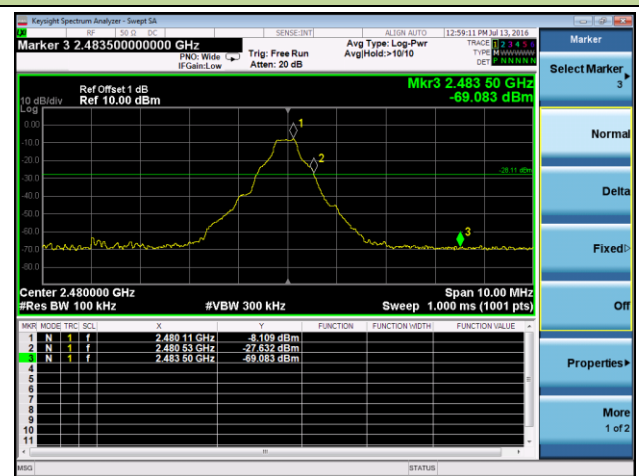 Keysight Spectrum Analyzer - Swept SA
RF 50 Ω DC SENSE:INT ALIGN AUTO 12:59:11 PM Jul 13, 2016
Marker 3 2.483500000000 GHz
PNO: Wide
IFGain:Low
Trig: Free Run
Atten: 20 dB
Avg Type: Log-Pwr
Avg|Hold:>10/10
TRACE 1 2 3 4 5 6
TYPE M WWWWW
DET P N N N N N
Ref Offset 1 dB
10 dB/div Ref 10.00 dBm
Log
Mkr3 2.483 50 GHz
-69.083 dBm
0.00
-10.0
-20.0
-30.0
-40.0
-50.0
-60.0
-70.0
-80.0
1
2
-28.11 dBm
3
Center 2.480000 GHz Span 10.00 MHz
#Res BW 100 kHz #VBW 300 kHz Sweep 1.000 ms (1001 pts)
MKR MODE TRC SCL X Y FUNCTION FUNCTION WIDTH FUNCTION VALUE
1 N 1 f 2.480 11 GHz -8.109 dBm
2 N 1 f 2.480 53 GHz -27.632 dBm
3 N 1 f 2.483 50 GHz -69.083 dBm
4
5
6
7
8
9
10
11
MSG STATUS
Marker
Select Marker
3
Normal
Delta
Fixed
Off
Properties
More
1 of 2